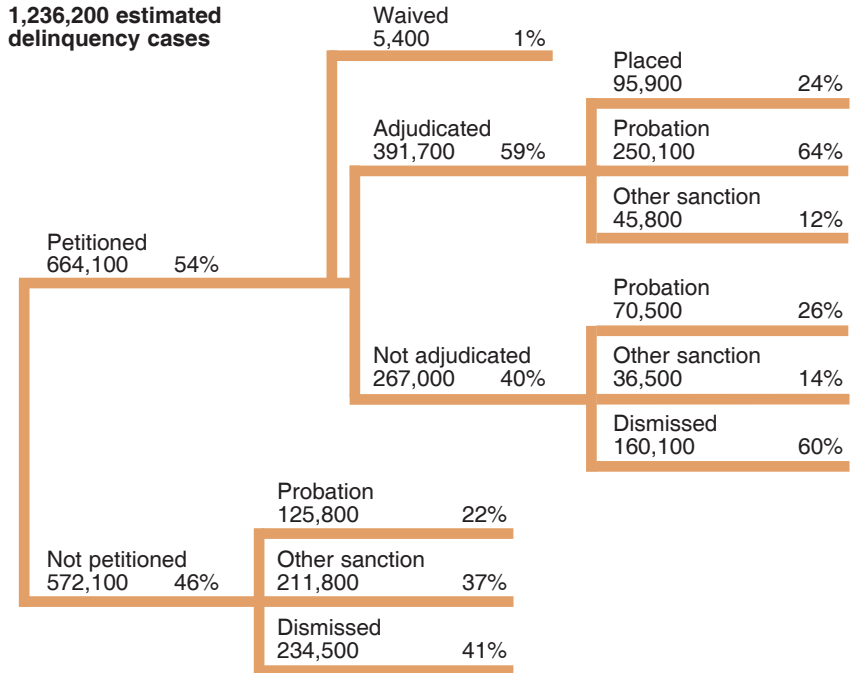 1,236,200 estimated
delinquency cases
Waived
5,400 1%
Placed
95,900 24%
Adjudicated
391,700 59%
Probation
250,100 64%
Other sanction
45,800 12%
Petitioned
664,100 54%
Probation
70,500 26%
Not adjudicated
267,000 40%
Other sanction
36,500 14%
Dismissed
160,100 60%
Probation
125,800 22%
Not petitioned
572,100 46%
Other sanction
211,800 37%
Dismissed
234,500 41%